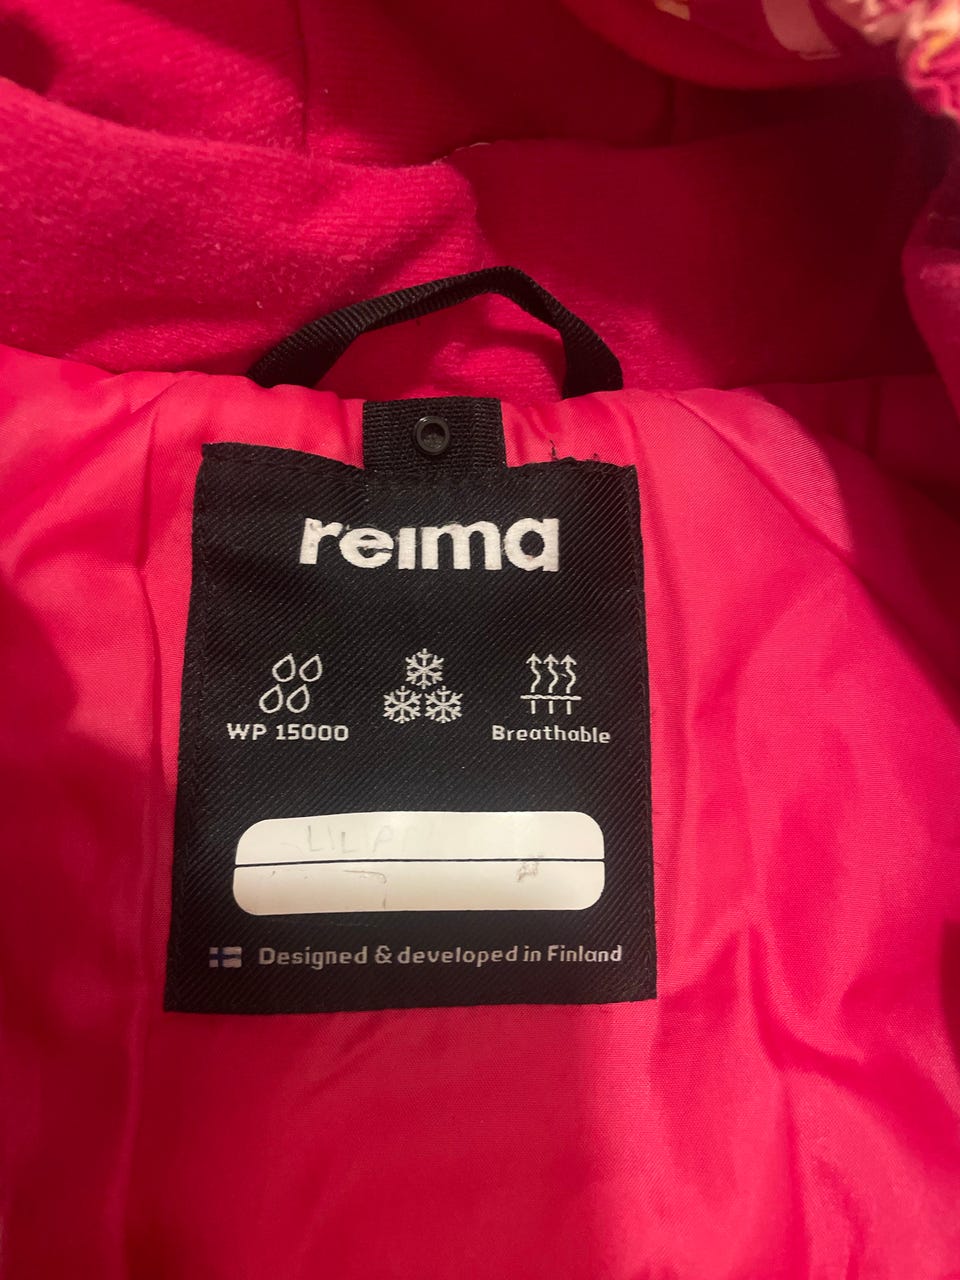 reima
WP 15000
Breathable
Designed & developed in Finland